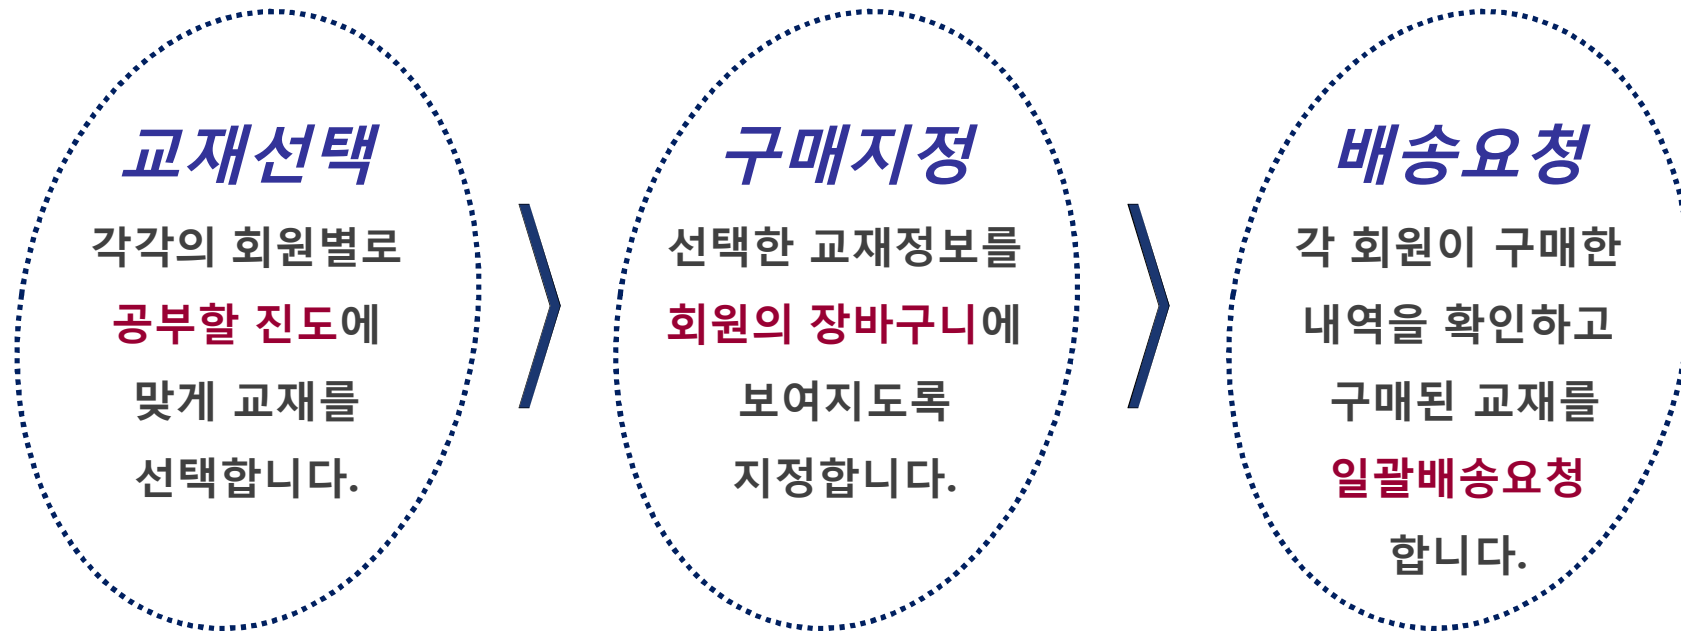 교재선택
각각의 회원별로
공부할 진도에
맞게 교재를
선택합니다.
구매지정
선택한 교재정보를
회원의 장바구니에
보여지도록
지정합니다.
배송요청
각 회원이 구매한
내역을 확인하고
구매된 교재를
일괄배송요청
합니다.